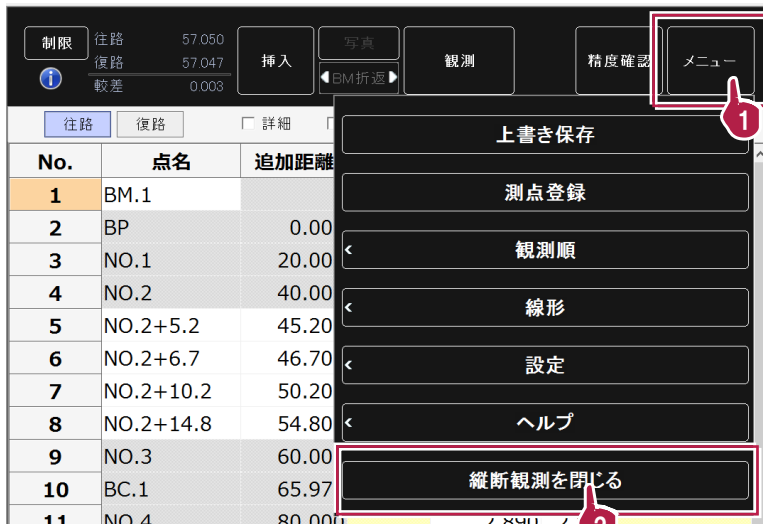 制限
往路 57.050
復路 57.047
較差 0.003
挿入
写真
BM折返
観測
精度確認
メニュー
1
往路 復路 詳細
上書き保存
測点登録
観測順
線形
設定
ヘルプ
縦断観測を閉じる
No. 点名 追加距離
1 BM.1
2 BP 0.00
3 NO.1 20.00
4 NO.2 40.00
5 NO.2+5.2 45.20
6 NO.2+6.7 46.70
7 NO.2+10.2 50.20
8 NO.2+14.8 54.80
9 NO.3 60.00
10 BC.1 65.97
11 NO.4 80.000